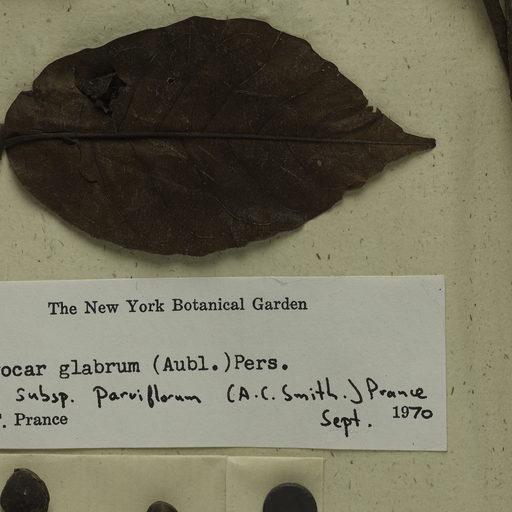 The New York Botanical Garden
ocar glabrum (Aubl.)Pers.
subsp. parviflorum (A.C. Smith.) Prance
. Prance Sept. 1970